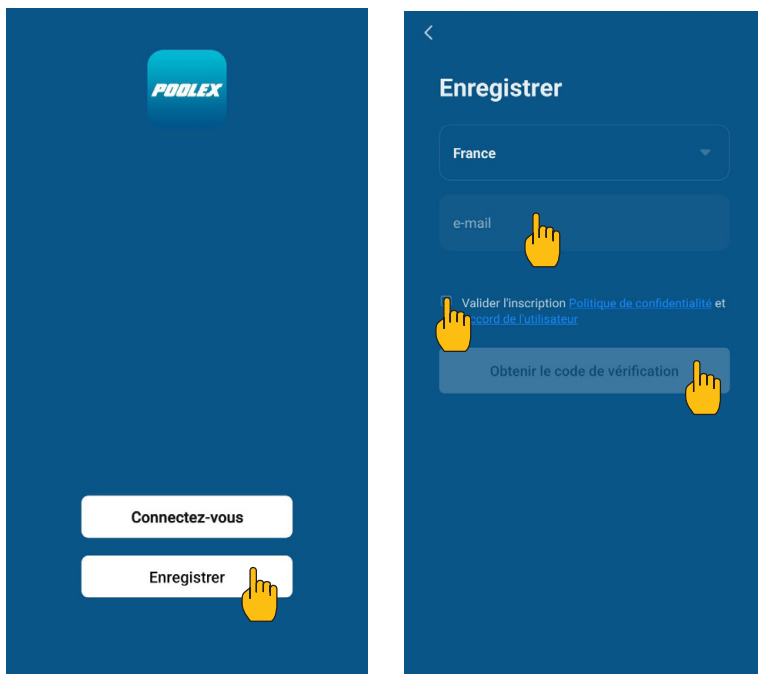 POOLEX
Connectez-vous
Enregistrer
Enregistrer
France
e-mail
Valider l'inscription Politique de confidentialité et
ccord de l'utilisateur
Obtenir le code de vérification